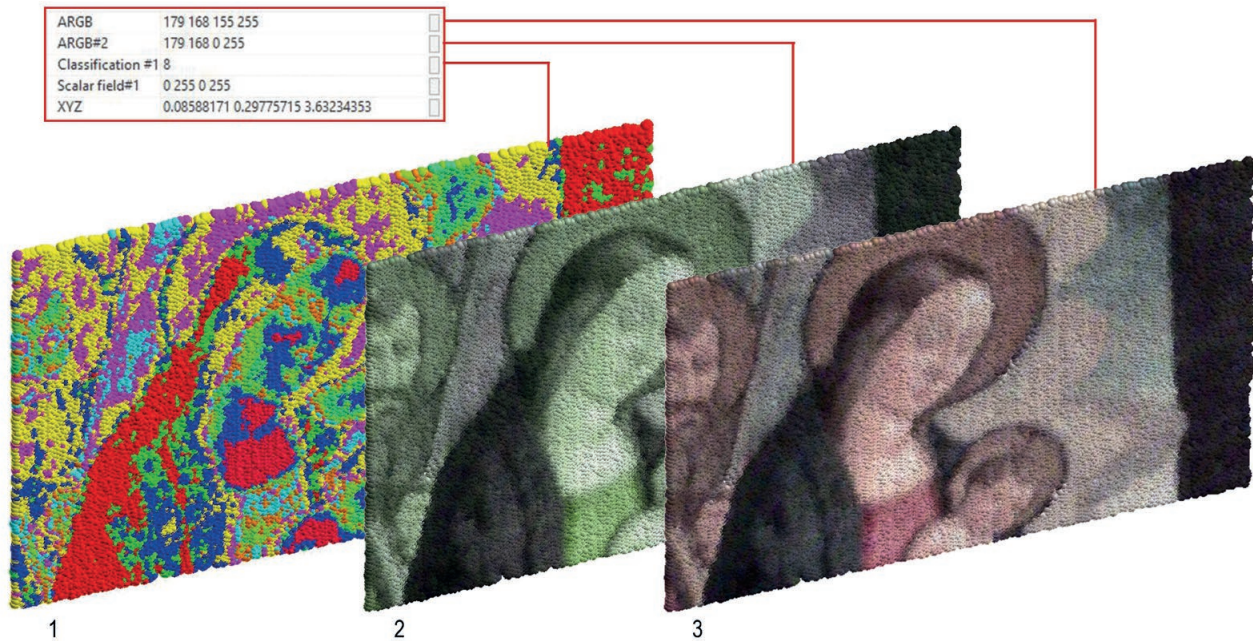 ARGB 179 168 155 255
ARGB#2 179 168 0 255
Classification #1 8
Scalar field#1 0 255 0 255
XYZ 0.08588171 0.29775715 3.63234353
1 2 3